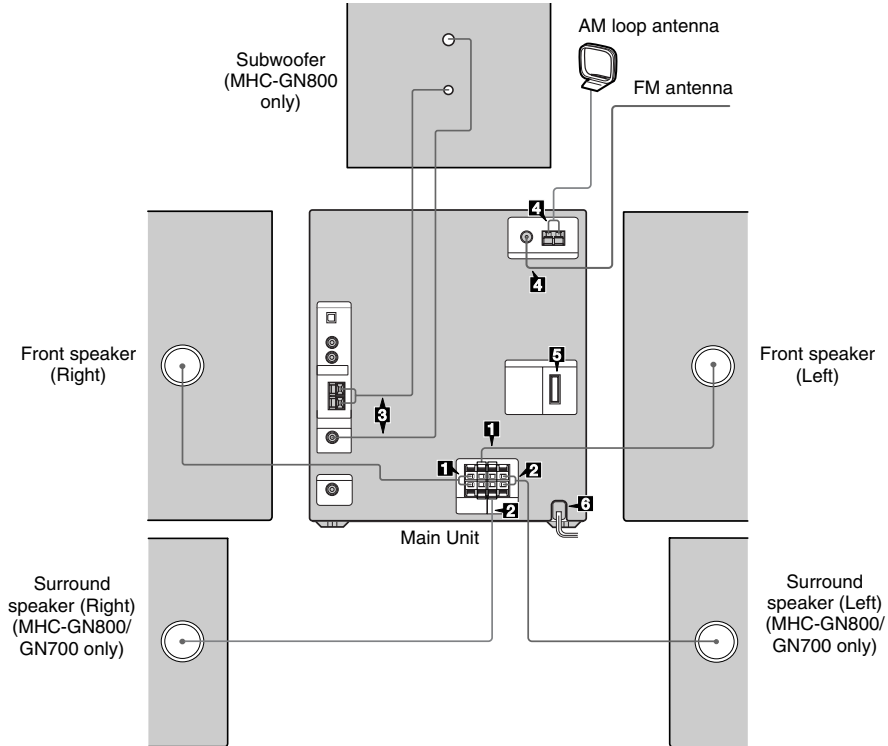 Subwoofer
(MHC-GN800
only)
AM loop antenna
FM antenna
4
4
Front speaker
(Right)
Front speaker
(Left)
5
3
1
1
2
2
6
Main Unit
Surround
speaker (Right)
(MHC-GN800/
GN700 only)
Surround
speaker (Left)
(MHC-GN800/
GN700 only)